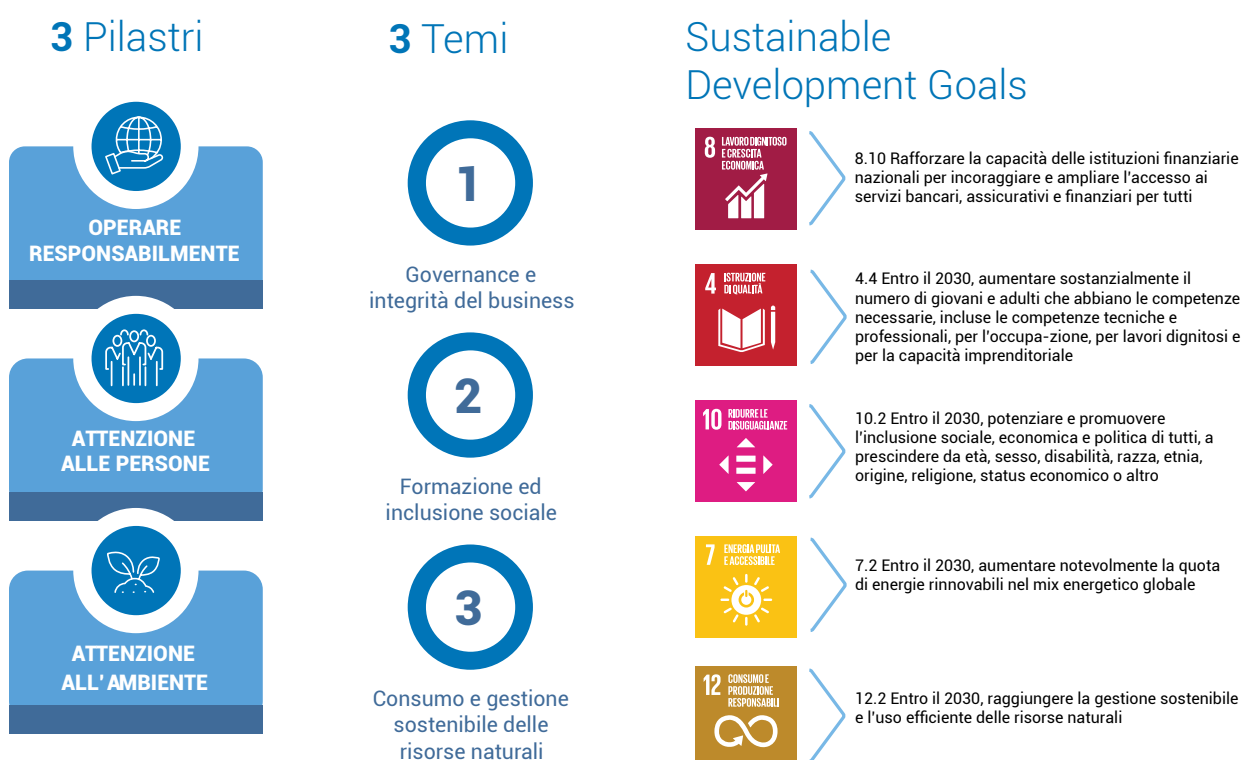 3 Pilastri
OPERARE
RESPONSABILMENTE
ATTENZIONE
ALLE PERSONE
ATTENZIONE
ALL' AMBIENTE
3 Temi
1
Governance e
integrità del business
2
Formazione ed
inclusione sociale
3
Consumo e gestione
sostenibile delle
risorse naturali
Sustainable
Development Goals
8 LAVORO DIGNITOSO
E CRESCITA
ECONOMICA
8.10 Rafforzare la capacità delle istituzioni finanziarie
nazionali per incoraggiare e ampliare l'accesso ai
servizi bancari, assicurativi e finanziari per tutti
4 ISTRUZIONE
DI QUALITÀ
4.4 Entro il 2030, aumentare sostanzialmente il
numero di giovani e adulti che abbiano le competenze
necessarie, incluse le competenze tecniche e
professionali, per l'occupa-zione, per lavori dignitosi e
per la capacità imprenditoriale
10 RIDURRE LE
DISUGUAGLIANZE
10.2 Entro il 2030, potenziare e promuovere
l'inclusione sociale, economica e politica di tutti, a
prescindere da età, sesso, disabilità, razza, etnia,
origine, religione, status economico o altro
7 ENERGIA PULITA
E ACCESSIBILE
7.2 Entro il 2030, aumentare notevolmente la quota
di energie rinnovabili nel mix energetico globale
12 CONSUMO E
PRODUZIONE
RESPONSABILI
12.2 Entro il 2030, raggiungere la gestione sostenibile
e l'uso efficiente delle risorse naturali